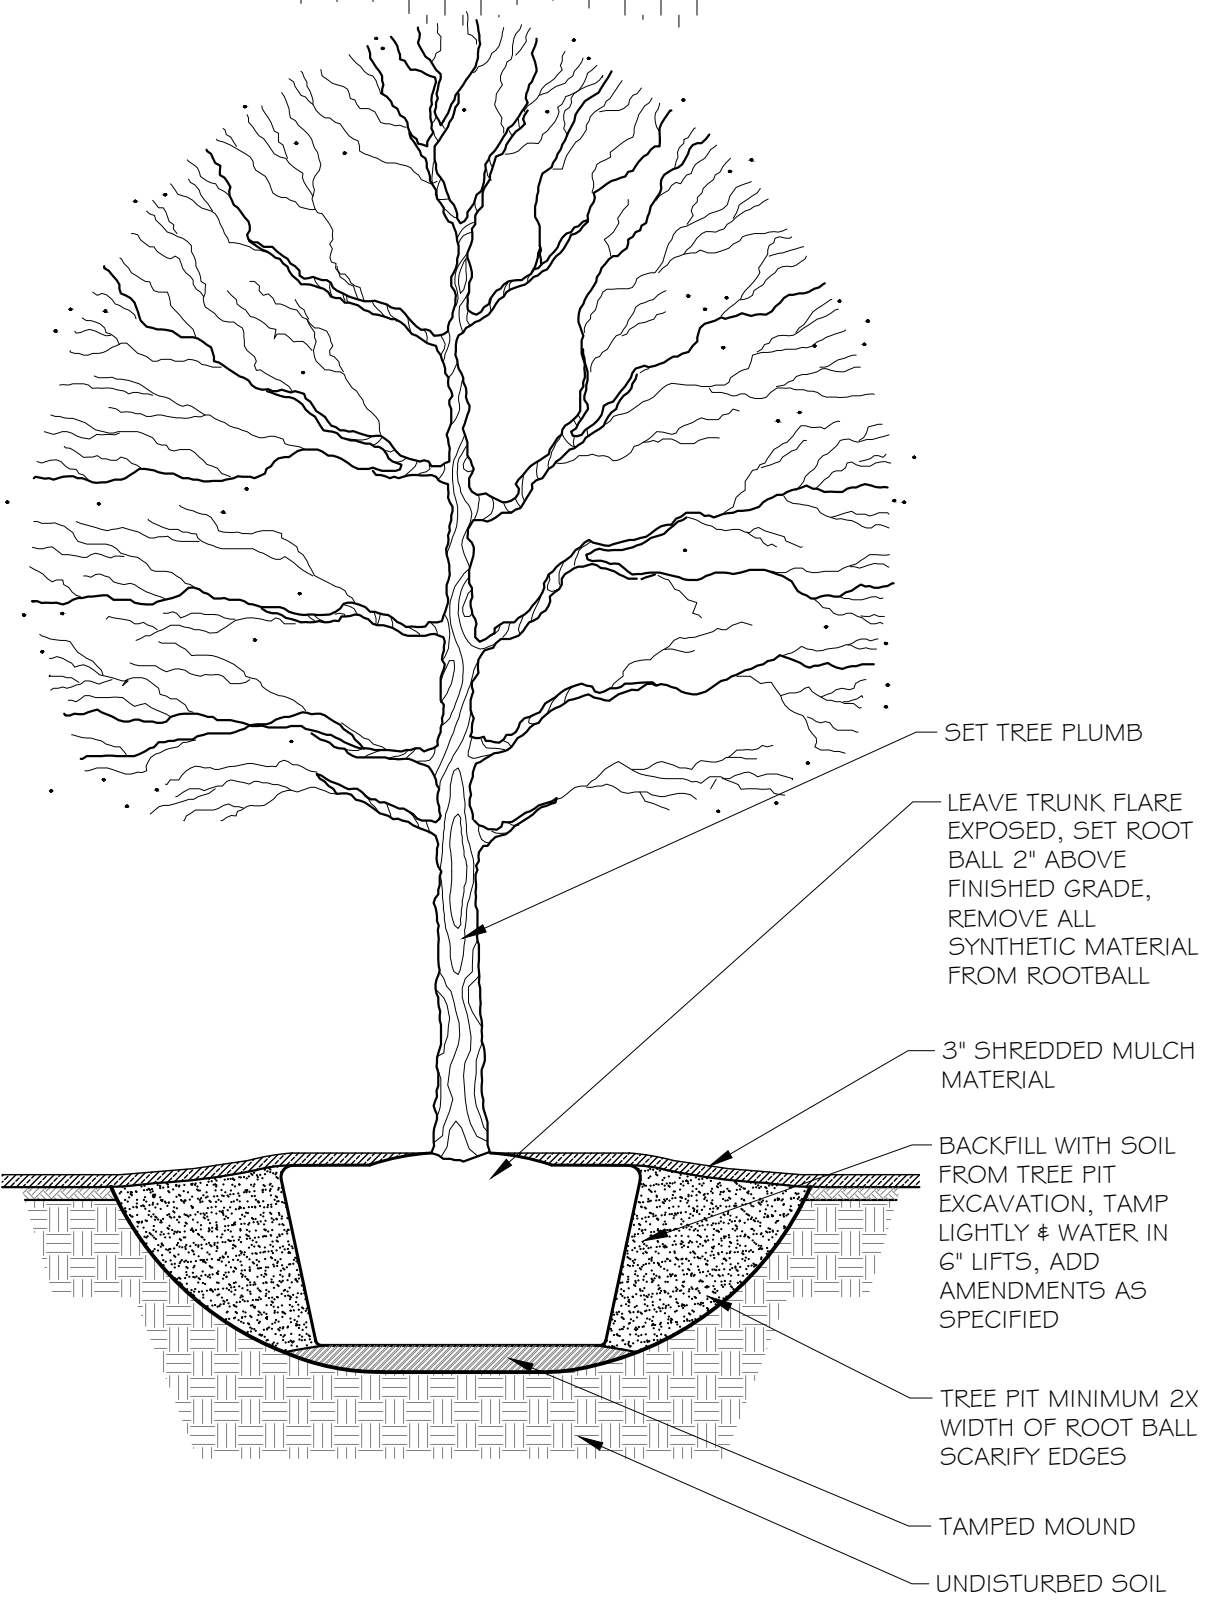 SET TREE PLUMB
LEAVE TRUNK FLARE
EXPOSED, SET ROOT
BALL 2" ABOVE
FINISHED GRADE,
REMOVE ALL
SYNTHETIC MATERIAL
FROM ROOTBALL
3" SHREDDED MULCH
MATERIAL
BACKFILL WITH SOIL
FROM TREE PIT
EXCAVATION, TAMP
LIGHTLY & WATER IN
6" LIFTS, ADD
AMENDMENTS AS
SPECIFIED
TREE PIT MINIMUM 2X
WIDTH OF ROOT BALL
SCARIFY EDGES
TAMPED MOUND
UNDISTURBED SOIL